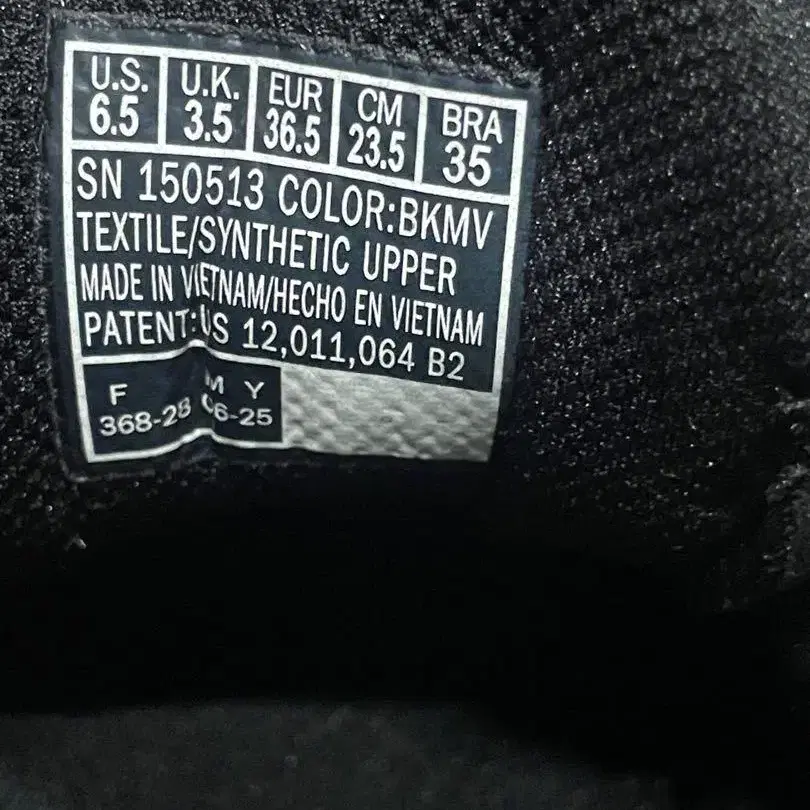 U.S. U.K. EUR CM BRA
6.5 3.5 36.5 23.5 35
SN 150513 COLOR:BKMV
TEXTILE/SYNTHETIC UPPER
MADE IN VIETNAM/HECHO EN VIETNAM
PATENT:US 12,011,064 B2
F M Y
368-28 06-25